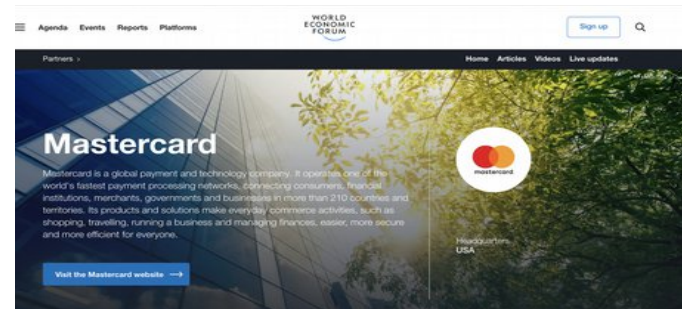 WORLD
ECONOMIC
FORUM
Agenda Events Reports Platforms
Sign up
Partners >
Home Articles Videos Live updates
Mastercard
Mastercard is a global payment and technology company. It operates one of the
world's fastest payment processing networks, connecting consumers, financial
institutions, merchants, governments and businesses in more than 210 countries and
territories. Its products and solutions make everyday commerce activities, such as
shopping, travelling, running a business and managing finances, easier, more secure
and more efficient for everyone.
mastercard
Headquarters
USA
Visit the Mastercard website →